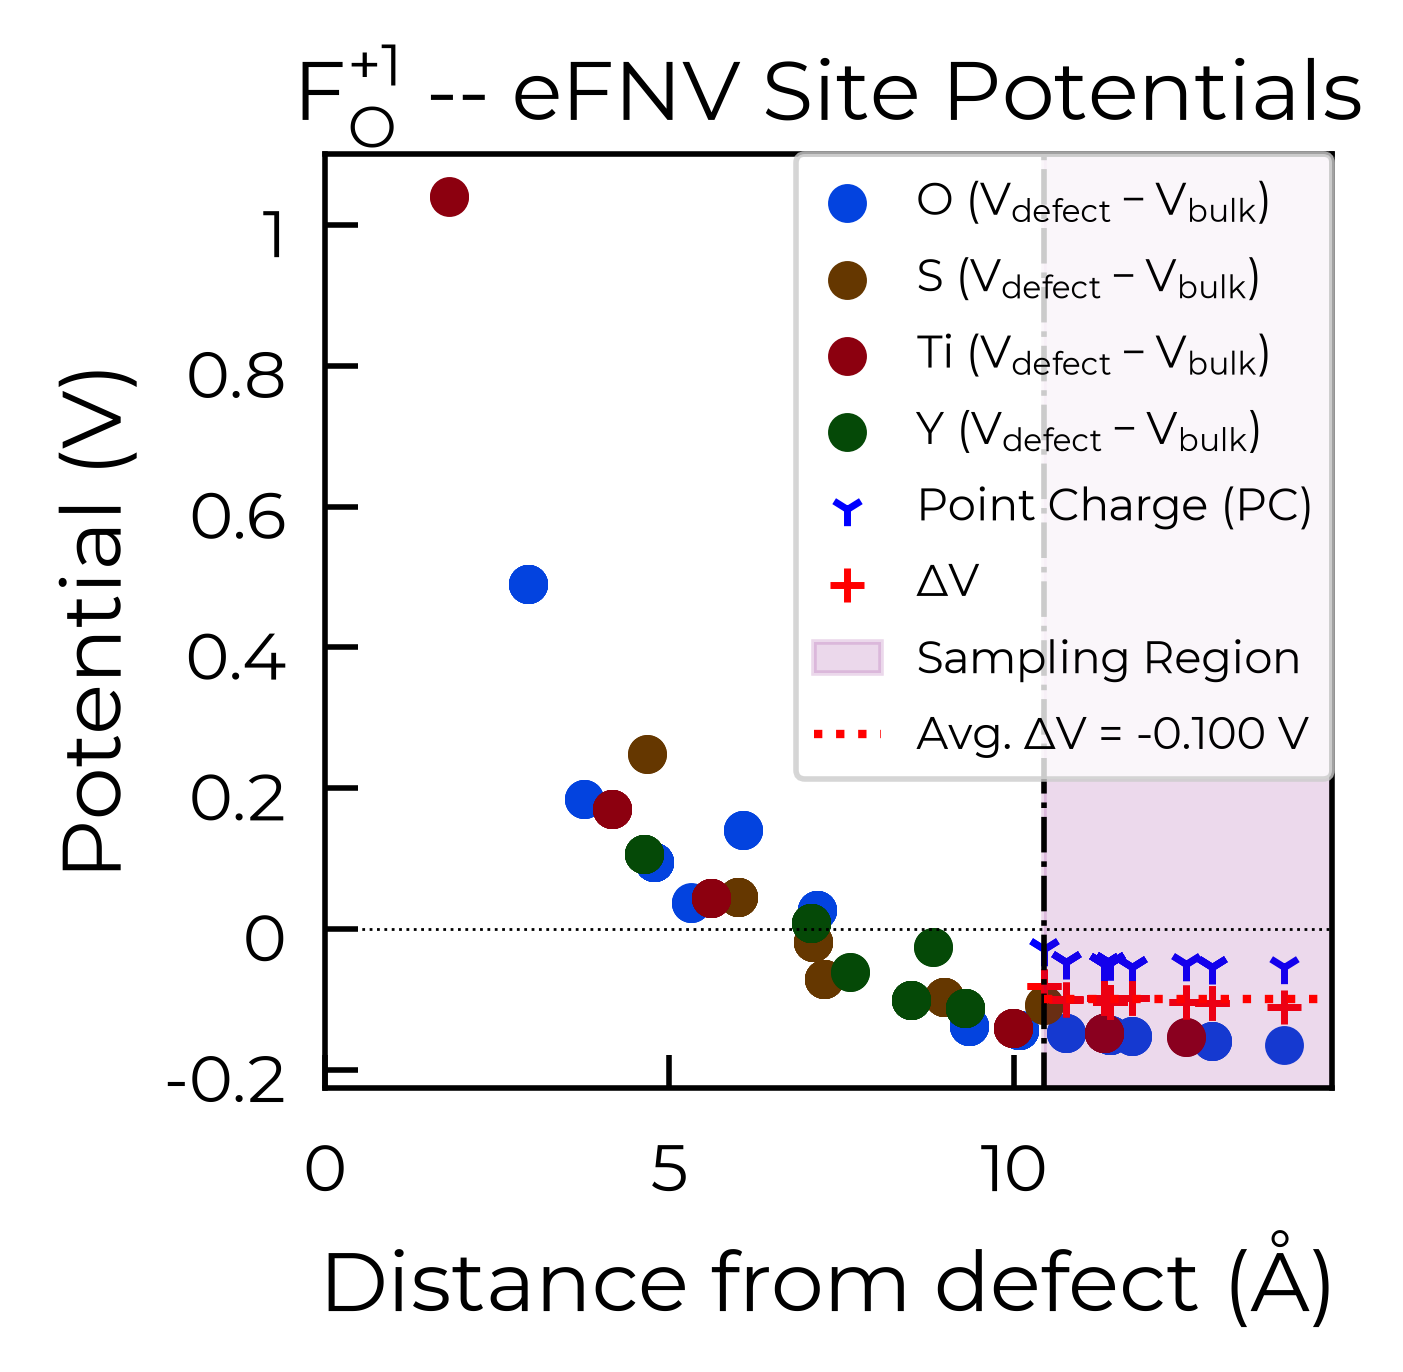 F_O^{+1} -- eFNV Site Potentials
Potential (V)
1
0.8
0.6
0.4
0.2
0
-0.2
O (V_defect – V_bulk)
S (V_defect – V_bulk)
Ti (V_defect – V_bulk)
Y (V_defect – V_bulk)
Point Charge (PC)
ΔV
Sampling Region
Avg. ΔV = -0.100 V
0 5 10
Distance from defect (Å)